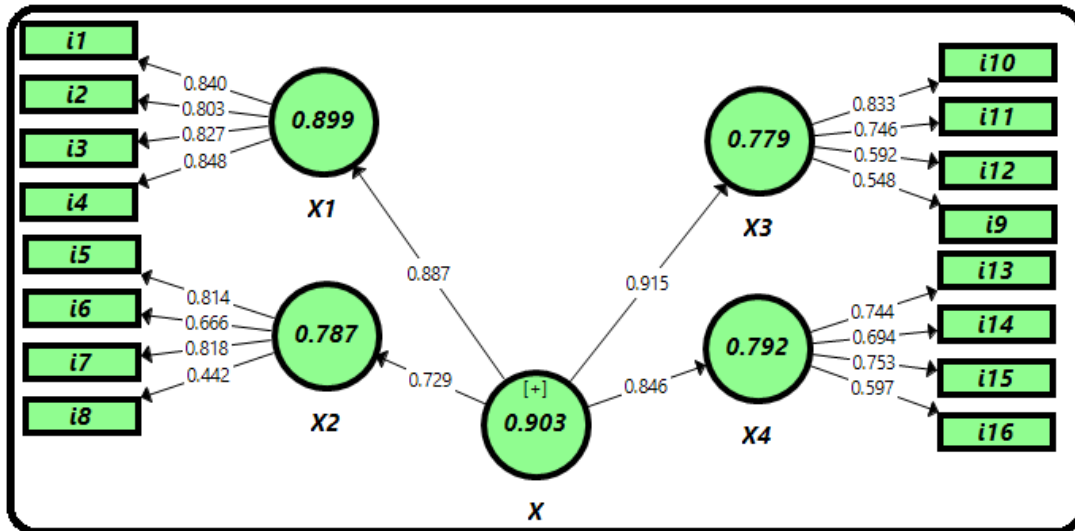 i1
i2
i3
i4
i5
i6
i7
i8
0.840
0.803
0.827
0.848
0.814
0.666
0.818
0.442
0.899
X1
0.787
X2
0.887
0.729
[+]
0.903
X
0.915
0.846
0.779
X3
0.792
X4
0.833
0.746
0.592
0.548
0.744
0.694
0.753
0.597
i10
i11
i12
i9
i13
i14
i15
i16